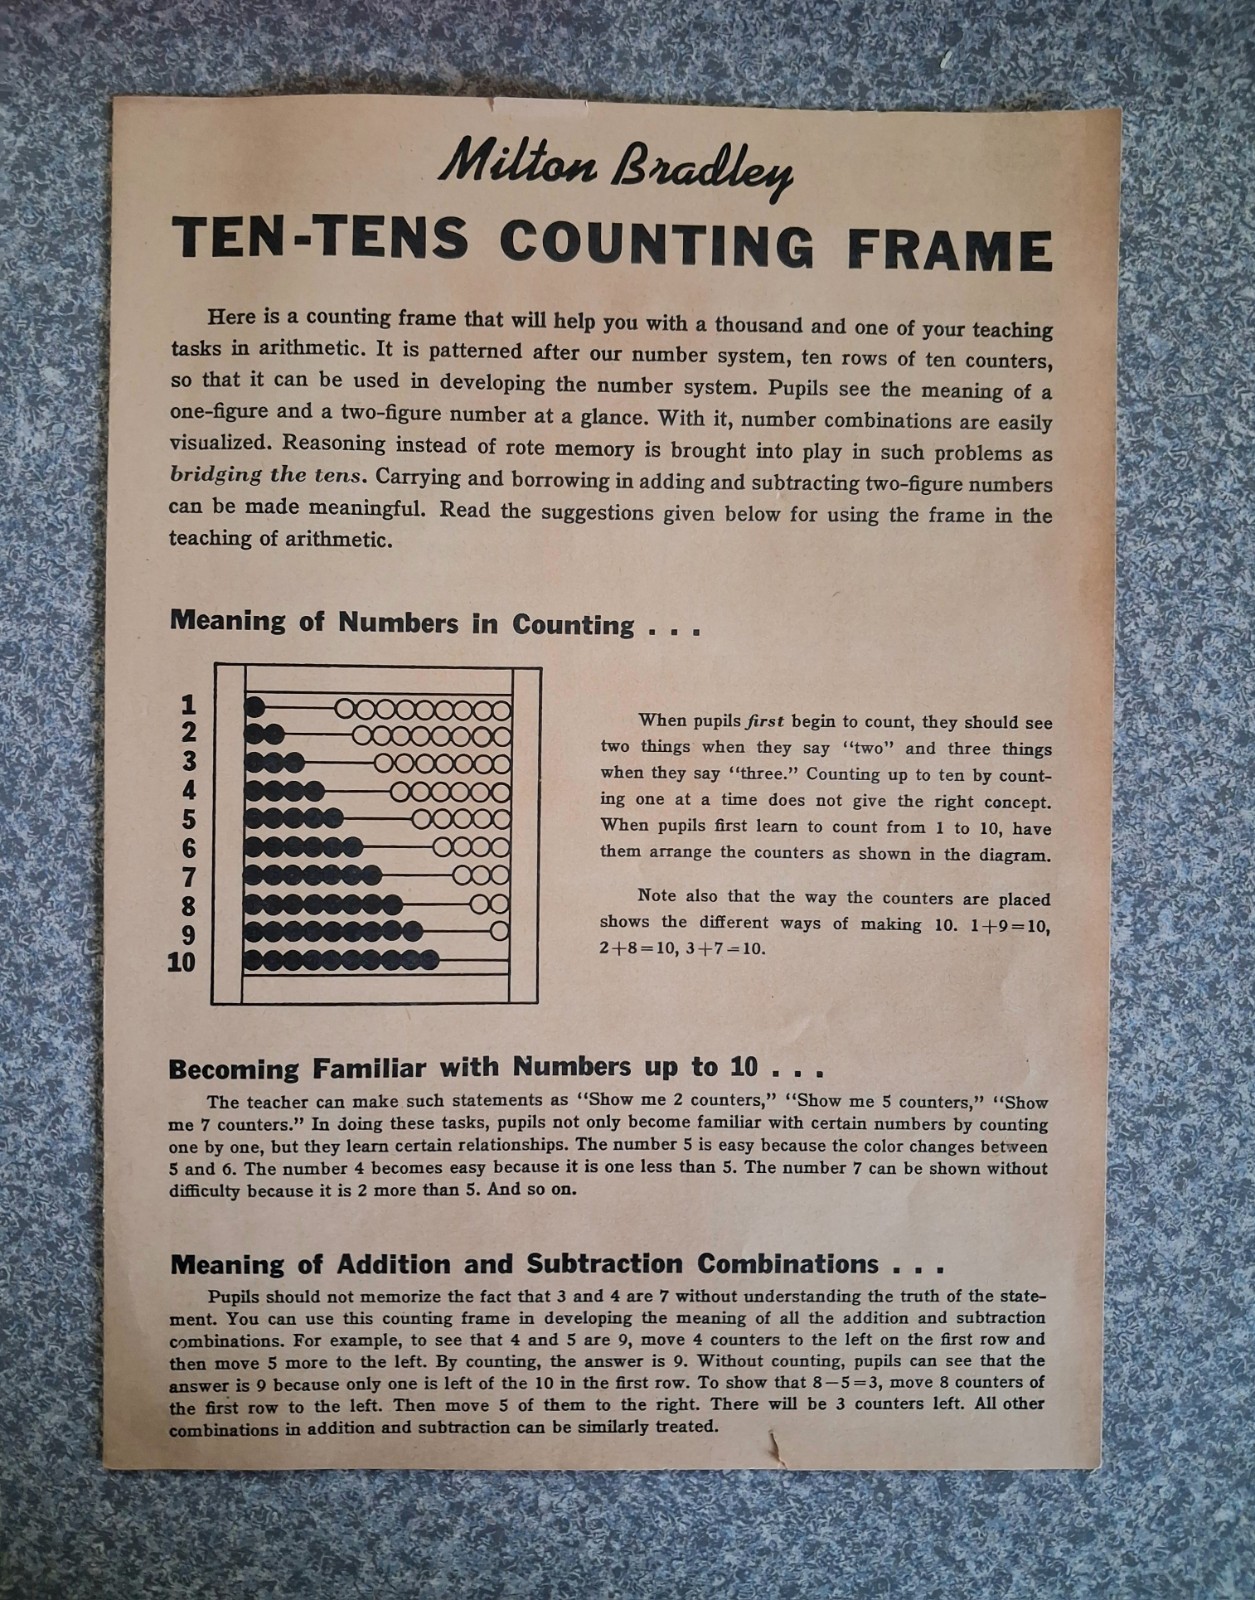 Milton Bradley
TEN-TENS COUNTING FRAME
Here is a counting frame that will help you with a thousand and one of your teaching
tasks in arithmetic. It is patterned after our number system, ten rows of ten counters,
so that it can be used in developing the number system. Pupils see the meaning of a
one-figure and a two-figure number at a glance. With it, number combinations are easily
visualized. Reasoning instead of rote memory is brought into play in such problems as
bridging the tens. Carrying and borrowing in adding and subtracting two-figure numbers
can be made meaningful. Read the suggestions given below for using the frame in the
teaching of arithmetic.
Meaning of Numbers in Counting . . .
1
2
3
4
5
6
7
8
9
10
When pupils first begin to count, they should see
two things when they say “two” and three things
when they say “three.” Counting up to ten by count-
ing one at a time does not give the right concept.
When pupils first learn to count from 1 to 10, have
them arrange the counters as shown in the diagram.
Note also that the way the counters are placed
shows the different ways of making 10. 1+9=10,
2+8=10, 3+7=10.
Becoming Familiar with Numbers up to 10 . . .
The teacher can make such statements as “Show me 2 counters,” “Show me 5 counters,” “Show
me 7 counters.” In doing these tasks, pupils not only become familiar with certain numbers by counting
one by one, but they learn certain relationships. The number 5 is easy because the color changes between
5 and 6. The number 4 becomes easy because it is one less than 5. The number 7 can be shown without
difficulty because it is 2 more than 5. And so on.
Meaning of Addition and Subtraction Combinations . . .
Pupils should not memorize the fact that 3 and 4 are 7 without understanding the truth of the state-
ment. You can use this counting frame in developing the meaning of all the addition and subtraction
combinations. For example, to see that 4 and 5 are 9, move 4 counters to the left on the first row and
then move 5 more to the left. By counting, the answer is 9. Without counting, pupils can see that the
answer is 9 because only one is left of the 10 in the first row. To show that 8−5=3, move 8 counters of
the first row to the left. Then move 5 of them to the right. There will be 3 counters left. All other
combinations in addition and subtraction can be similarly treated.